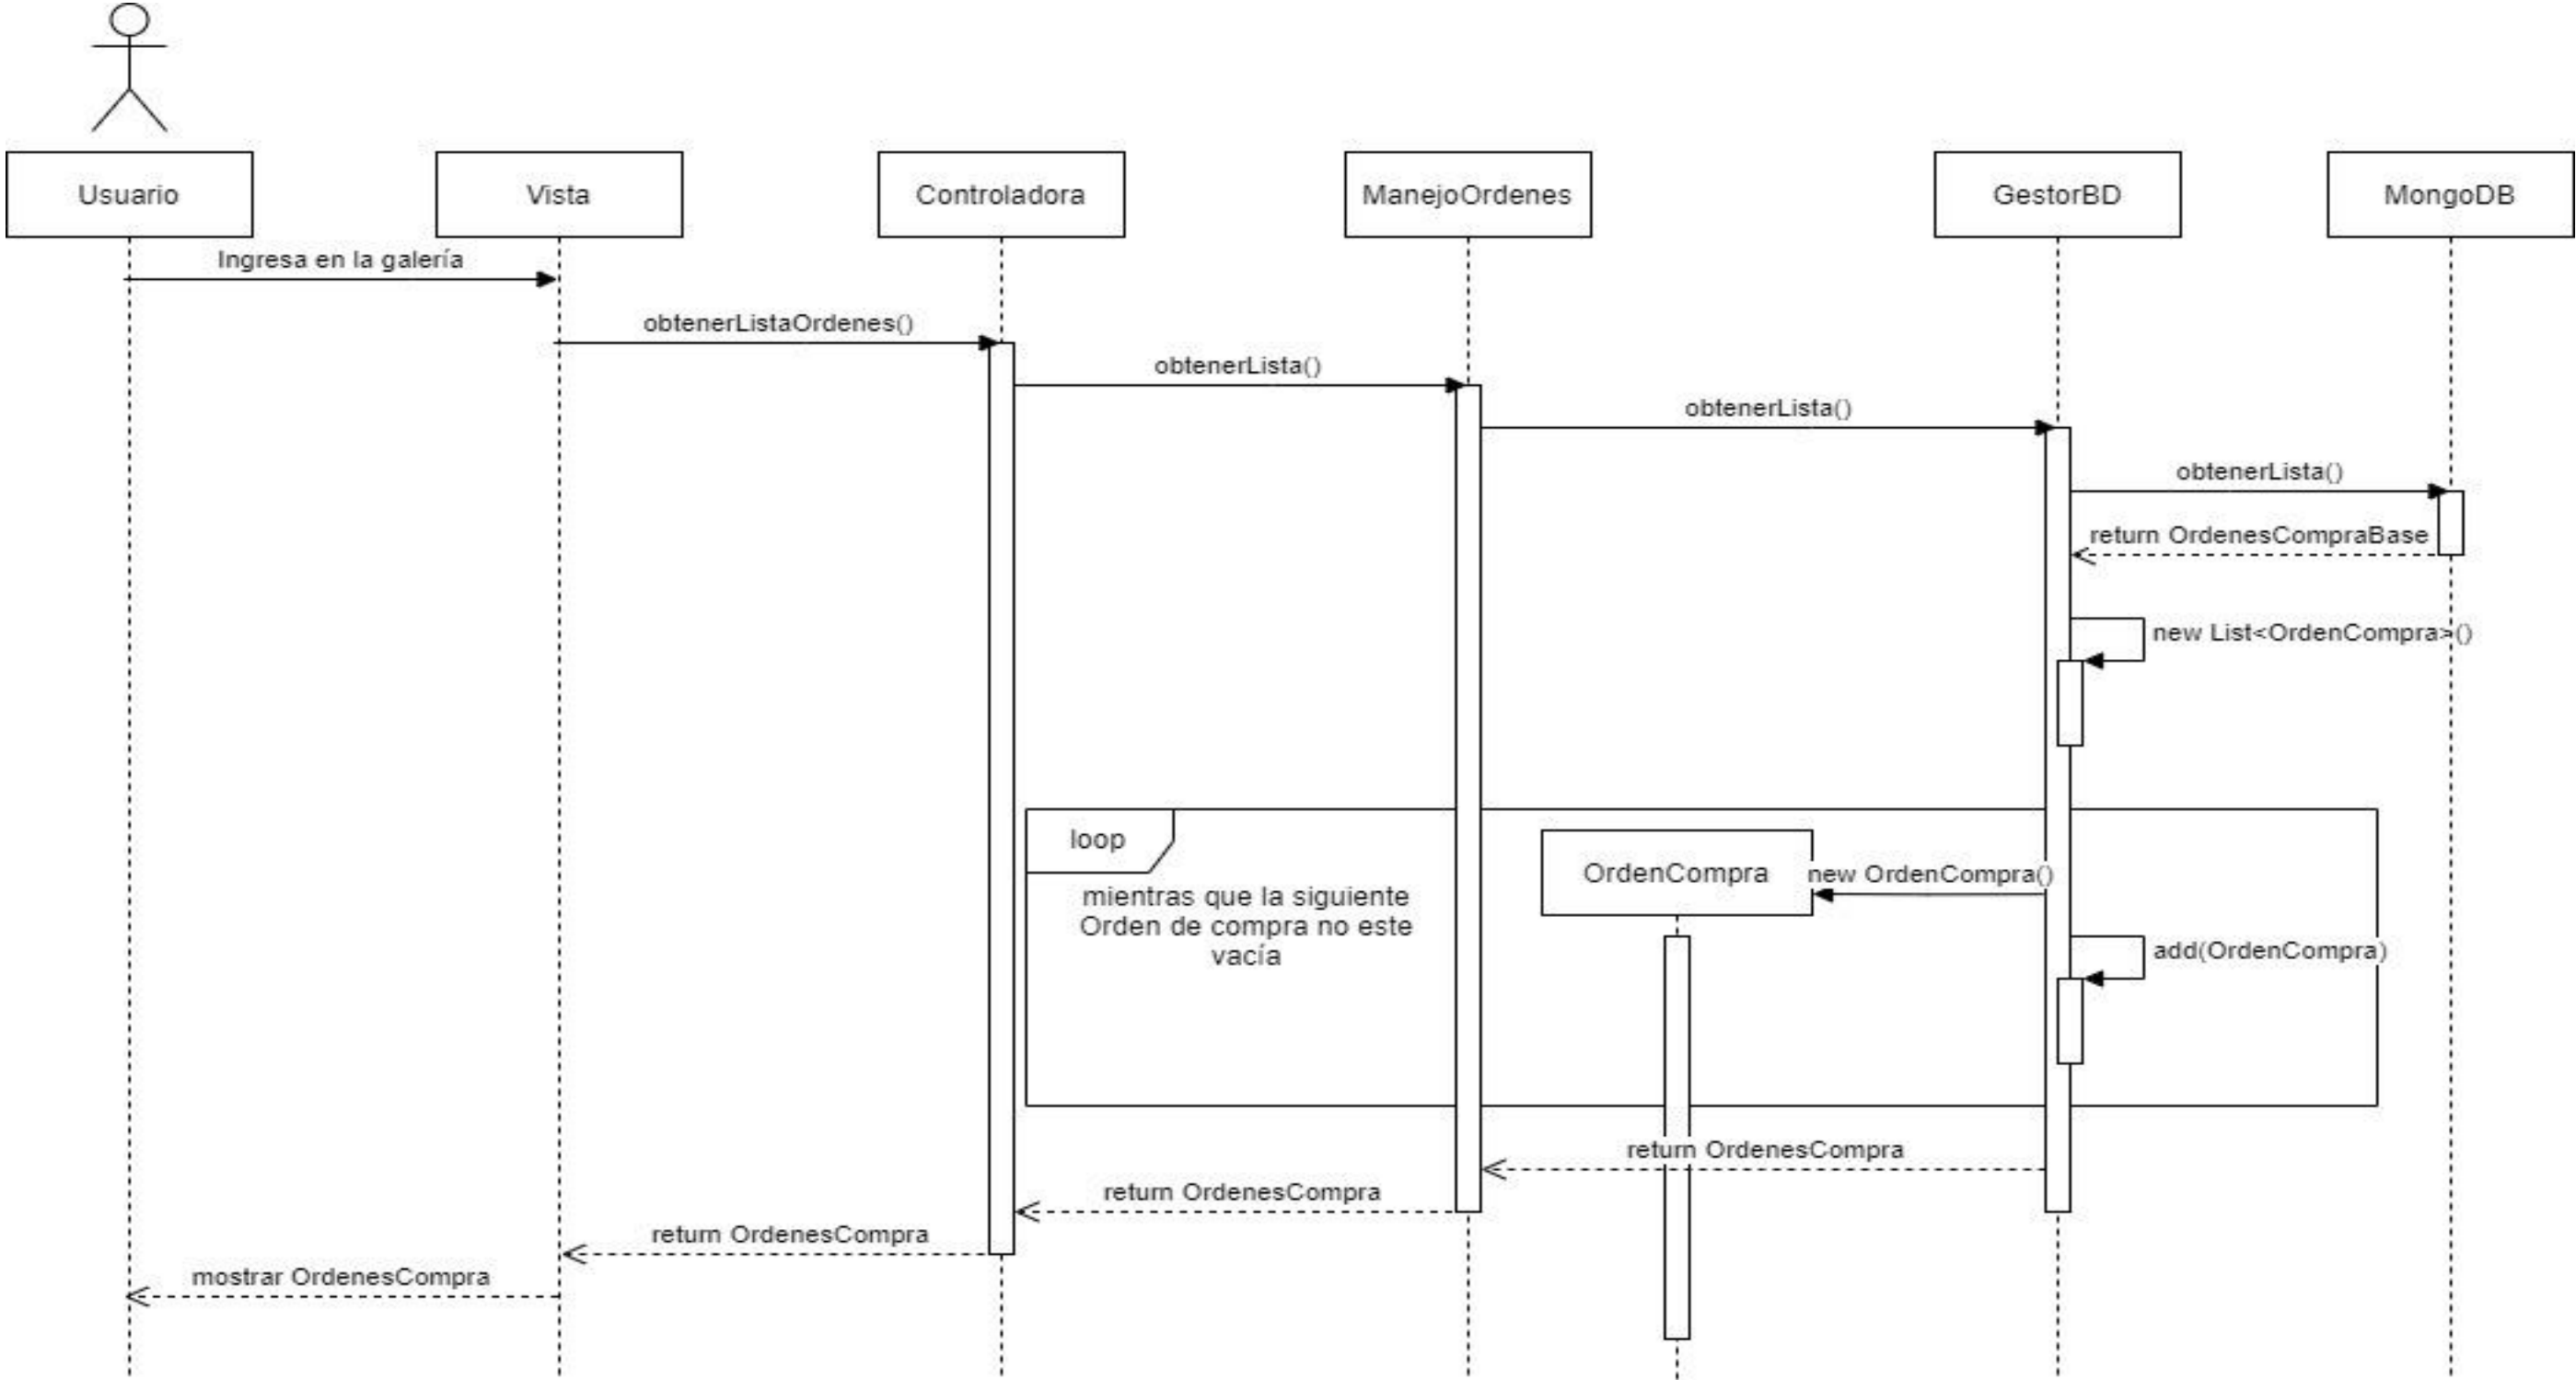 Usuario
Vista
Controladora
ManejoOrdenes
GestorBD
MongoDB
Ingresa en la galería
obtenerListaOrdenes()
obtenerLista()
obtenerLista()
obtenerLista()
return OrdenesCompraBase
new List<OrdenCompra>()
loop
mientras que la siguiente
Orden de compra no este
vacía
OrdenCompra
new OrdenCompra()
add(OrdenCompra)
return OrdenesCompra
return OrdenesCompra
return OrdenesCompra
mostrar OrdenesCompra